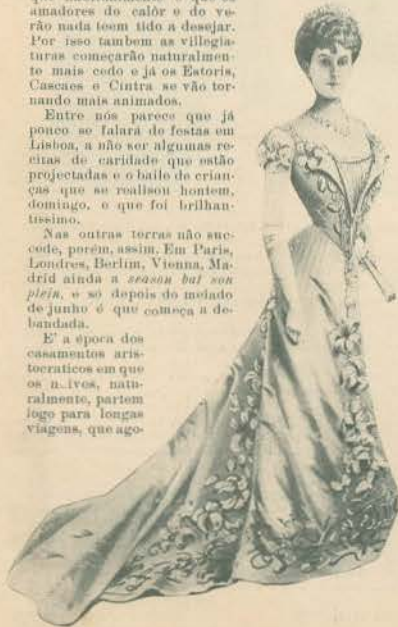 amadores do calôr e do ve-
rão nada teem tido a desejar.
Por isso tambem as villegia-
turas começarão naturalmen-
te mais cedo e já os Estoris,
Cascaes e Cintra se vão tor-
nando mais animados.
Entre nós parece que já
pouco se falará de festas em
Lisboa, a não ser algumas re-
citas de caridade que estão
projectadas e o baile de crian-
ças que se realisou hontem,
domingo, e que foi brilhan-
tissimo.
Nas outras terras não suc-
cede, porém, assim. Em Paris,
Londres, Berlim, Vienna, Ma-
drid ainda a season bat son
plein, e só depois do meiado
de junho é que começa a de-
bandada.
E' a época dos
casamentos aris-
tocraticos em que
os natu-
ralmente, partem
logo para longas
viagens, que ago-